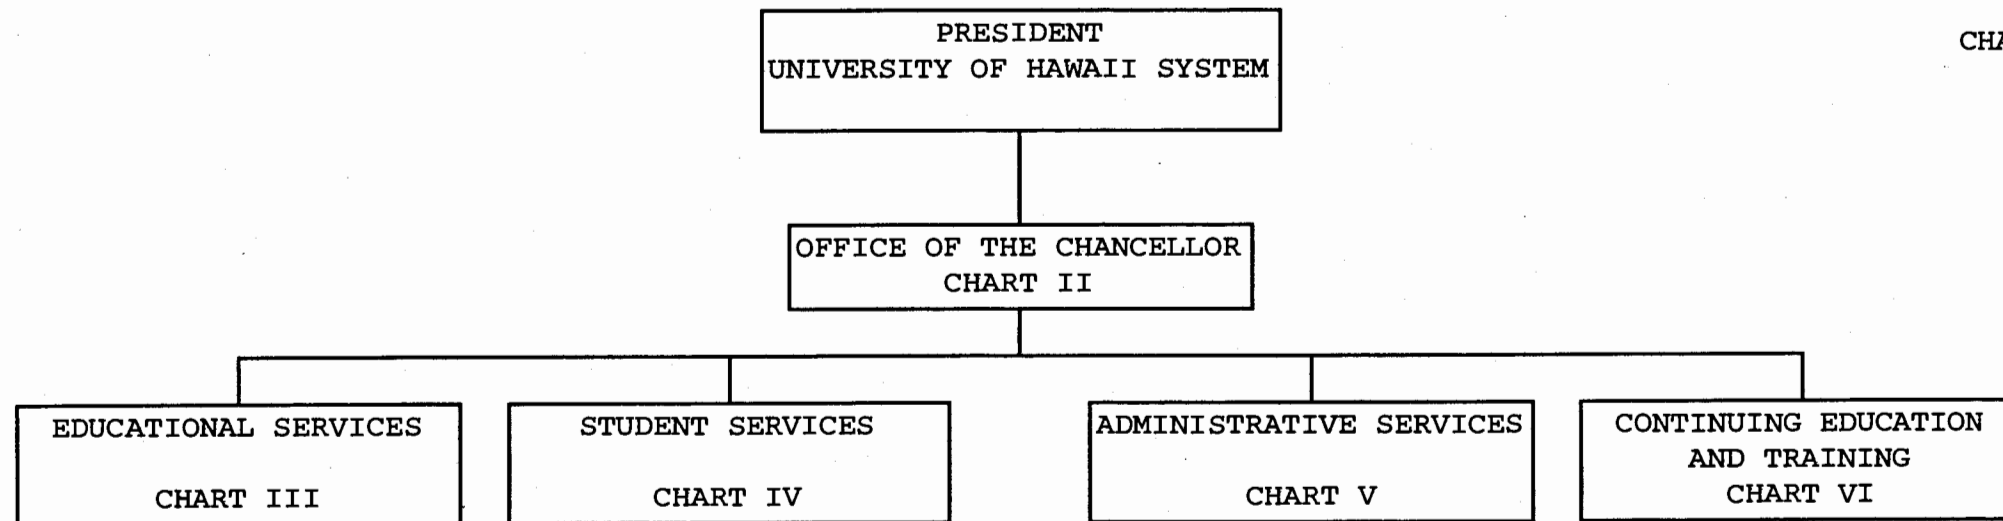 PRESIDENT
UNIVERSITY OF HAWAII SYSTEM
OFFICE OF THE CHANCELLOR
CHART II
EDUCATIONAL SERVICES
CHART III
STUDENT SERVICES
CHART IV
ADMINISTRATIVE SERVICES
CHART V
CONTINUING EDUCATION
AND TRAINING
CHART VI